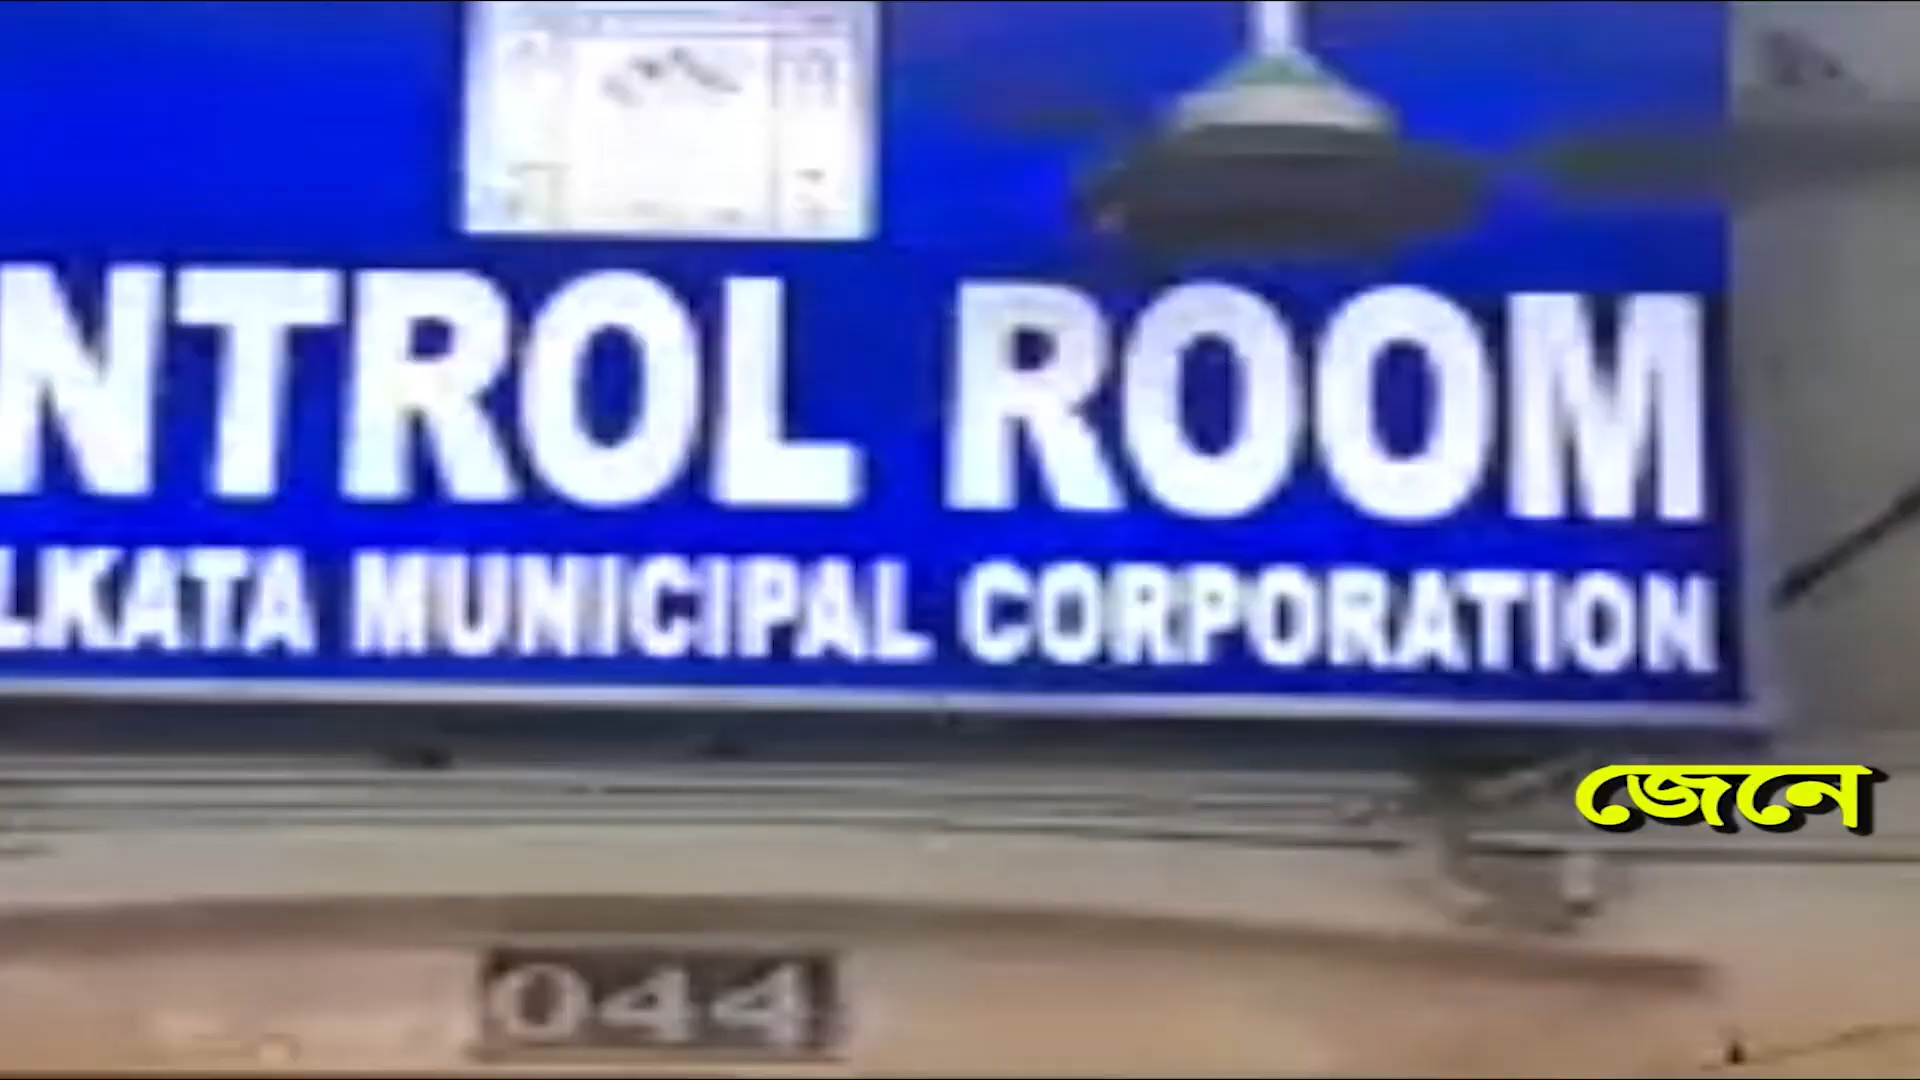 NTROL ROOM
LKATA MUNICIPAL CORPORATION
জেনে
044